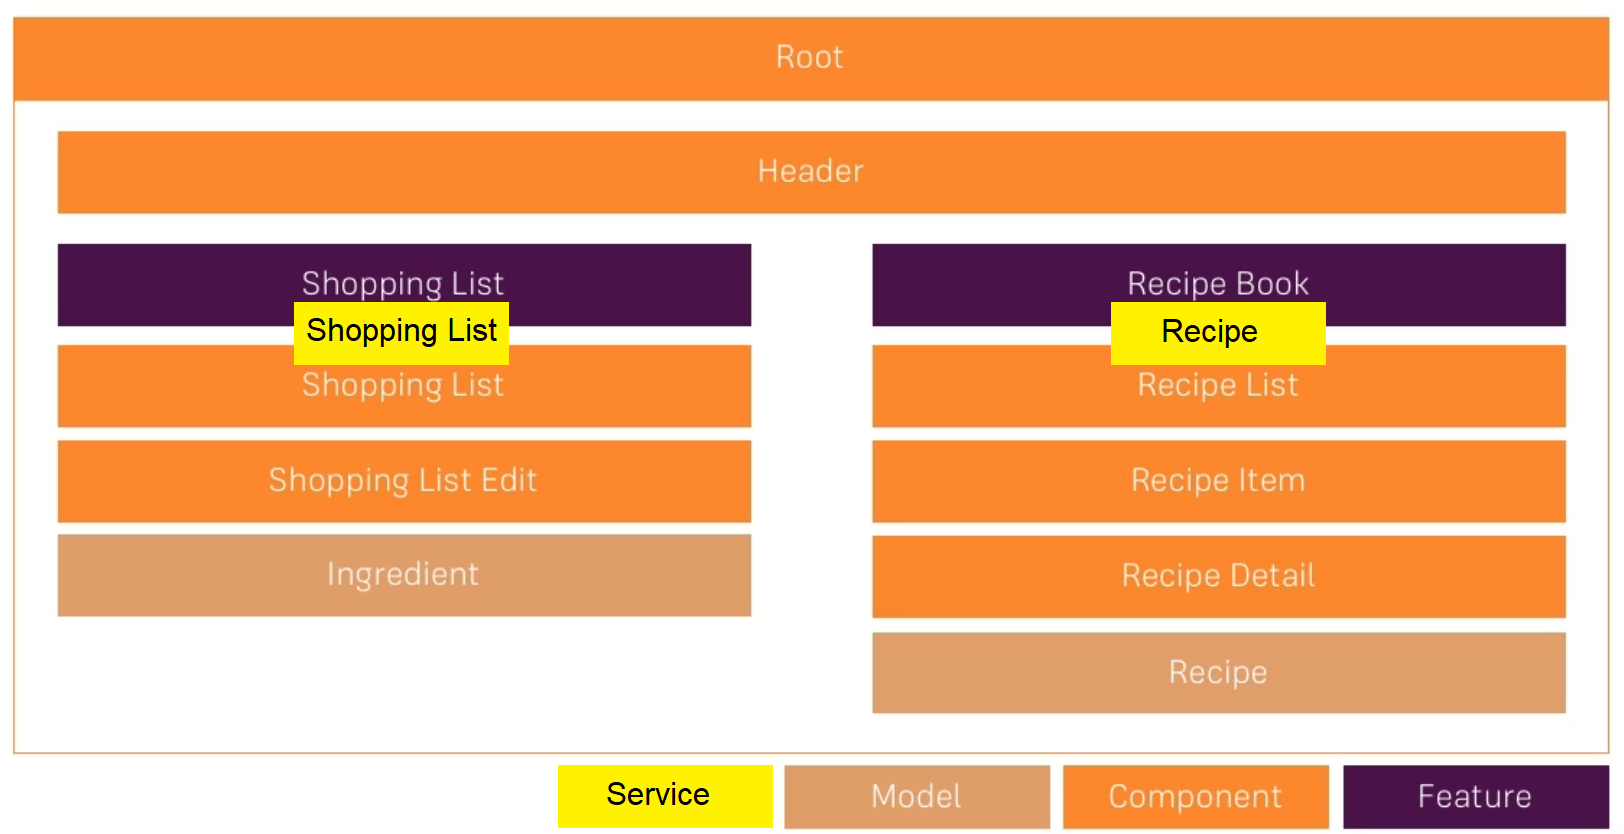 Root
Header
Shopping List
Shopping List
Shopping List
Shopping List Edit
Ingredient
Recipe Book
Recipe
Recipe List
Recipe Item
Recipe Detail
Recipe
Service
Model
Component
Feature